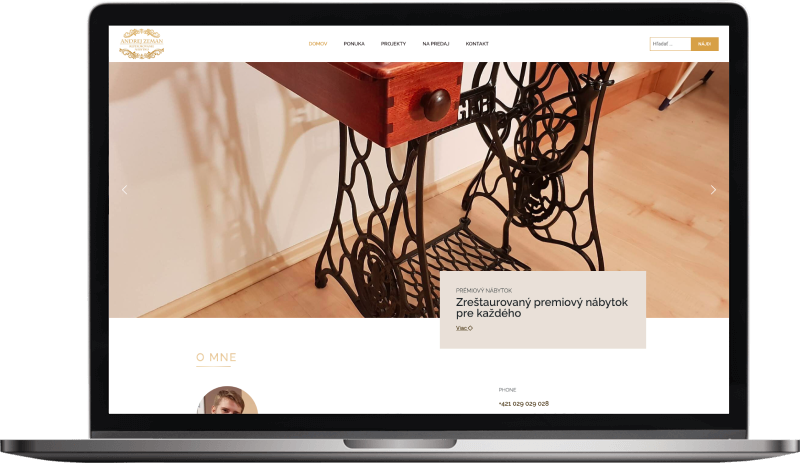 ANDREJ ZEMAN
DOMOV
PONUKA
PROJEKTY
NA PREDAJ
KONTAKT
Hľadať ...
NÁJDI
PRÉMIOVÝ NÁBYTOK
Zreštaurovaný premiový nábytok
pre každého
Viac
O MNE
PHONE
+421 029 029 028